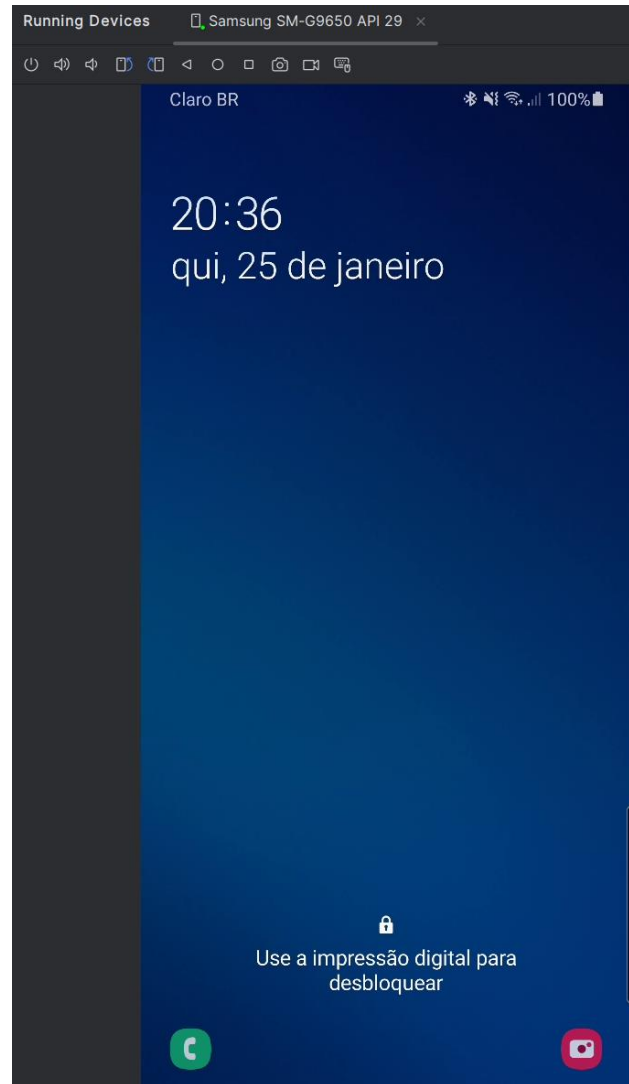 Running Devices Samsung SM-G9650 API 29
Claro BR 100%
20:36
qui, 25 de janeiro
Use a impressão digital para
desbloquear